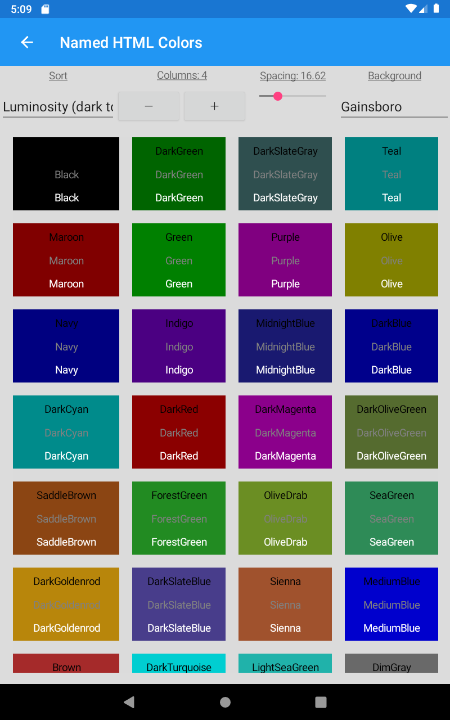 5:09
Named HTML Colors
Sort
Columns: 4
Spacing: 16.62
Background
Luminosity (dark to
−
+
Gainsboro
Black
Black
DarkGreen
DarkGreen
DarkGreen
DarkSlateGray
DarkSlateGray
DarkSlateGray
Teal
Teal
Teal
Maroon
Maroon
Maroon
Green
Green
Green
Purple
Purple
Purple
Olive
Olive
Olive
Navy
Navy
Navy
Indigo
Indigo
Indigo
MidnightBlue
MidnightBlue
MidnightBlue
DarkBlue
DarkBlue
DarkBlue
DarkCyan
DarkCyan
DarkCyan
DarkRed
DarkRed
DarkRed
DarkMagenta
DarkMagenta
DarkMagenta
DarkOliveGreen
DarkOliveGreen
DarkOliveGreen
SaddleBrown
SaddleBrown
SaddleBrown
ForestGreen
ForestGreen
ForestGreen
OliveDrab
OliveDrab
OliveDrab
SeaGreen
SeaGreen
SeaGreen
DarkGoldenrod
DarkGoldenrod
DarkGoldenrod
DarkSlateBlue
DarkSlateBlue
DarkSlateBlue
Sienna
Sienna
Sienna
MediumBlue
MediumBlue
MediumBlue
Brown
DarkTurquoise
LightSeaGreen
DimGray